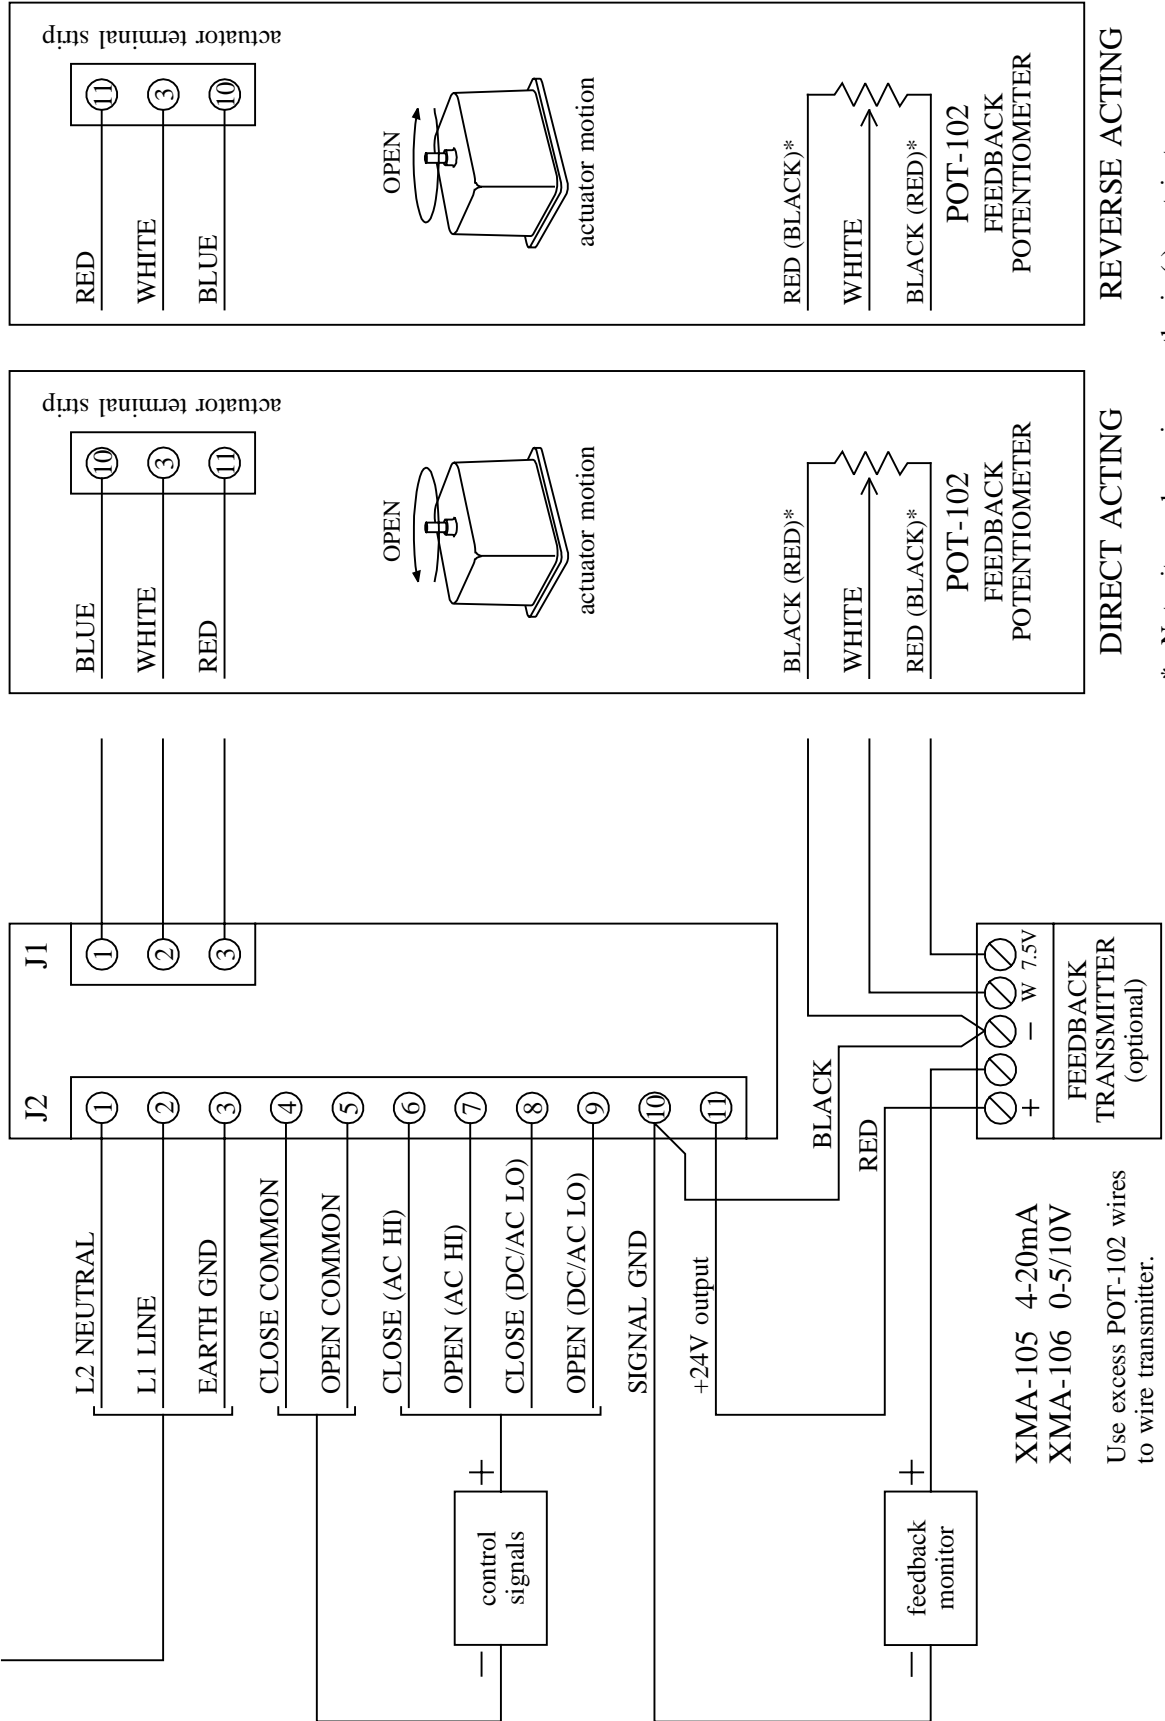 J2
1
2
3
4
5
6
7
8
9
10
11
L2 NEUTRAL
L1 LINE
EARTH GND
CLOSE COMMON
OPEN COMMON
CLOSE (AC HI)
OPEN (AC HI)
CLOSE (DC/AC LO)
OPEN (DC/AC LO)
SIGNAL GND
+24V output
+
control
signals
−
+
feedback
monitor
−
J1
1
2
3
BLACK
RED
+
−
W
7.5V
FEEDBACK
TRANSMITTER
(optional)
XMA-105 4-20mA
XMA-106 0-5/10V
Use excess POT-102 wires
to wire transmitter.
BLUE
WHITE
RED
10
3
11
actuator terminal strip
OPEN
actuator motion
BLACK (RED)*
WHITE
RED (BLACK)*
POT-102
FEEDBACK
POTENTIOMETER
DIRECT ACTING
RED
WHITE
BLUE
11
3
10
actuator terminal strip
OPEN
actuator motion
RED (BLACK)*
WHITE
BLACK (RED)*
POT-102
FEEDBACK
POTENTIOMETER
REVERSE ACTING